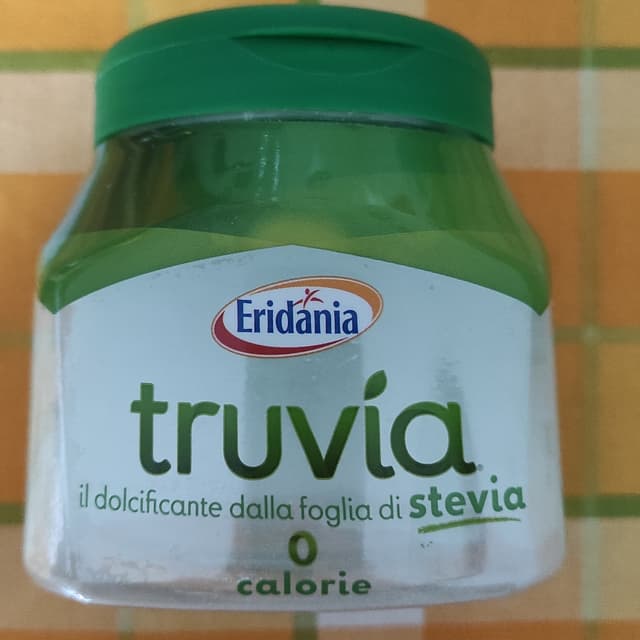 Eridania
truvia
il dolcificante dalla foglia di stevia
0
calorie